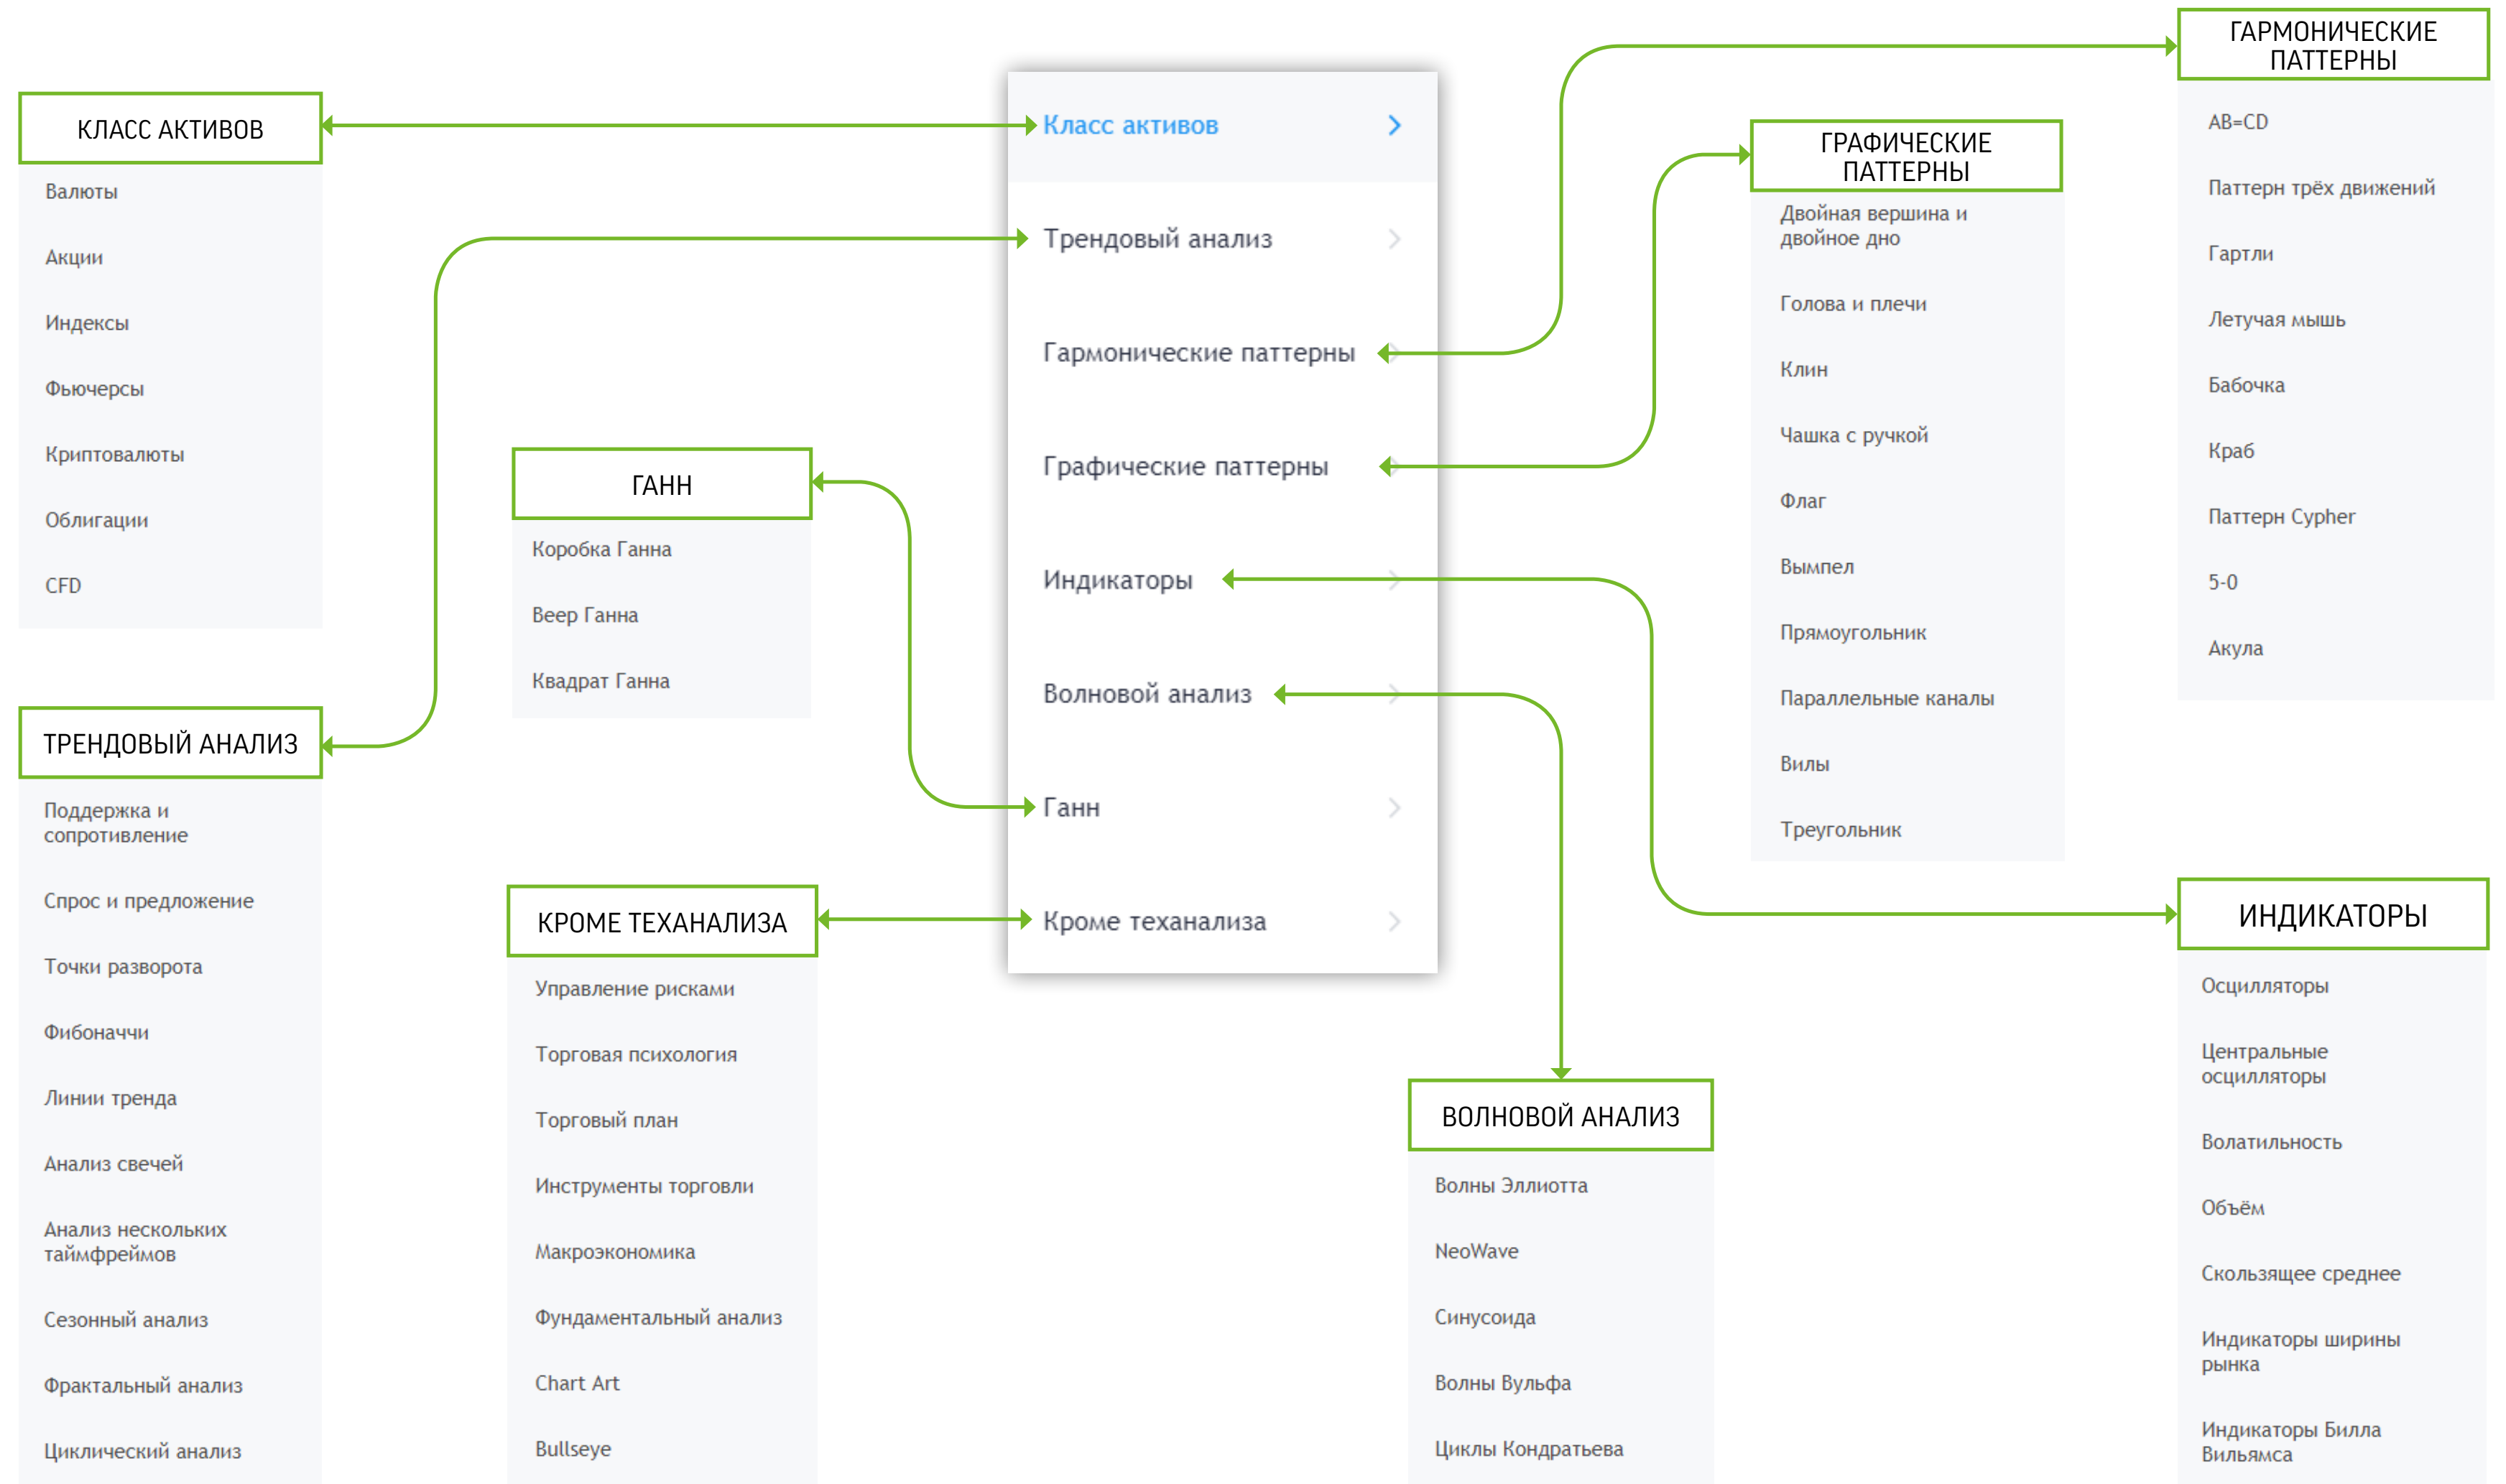 КЛАСС АКТИВОВ
Валюты
Акции
Индексы
Фьючерсы
Криптовалюты
Облигации
CFD
ТРЕНДОВЫЙ АНАЛИЗ
Поддержка и
сопротивление
Спрос и предложение
Точки разворота
Фибоначчи
Линии тренда
Анализ свечей
Анализ нескольких
таймфреймов
Сезонный анализ
Фрактальный анализ
Циклический анализ
ГАНН
Коробка Ганна
Веер Ганна
Квадрат Ганна
КРОМЕ ТЕХАНАЛИЗА
Управление рисками
Торговая психология
Торговый план
Инструменты торговли
Макроэкономика
Фундаментальный анализ
Chart Art
Bullseye
Класс активов
Трендовый анализ
Гармонические паттерны
Графические паттерны
Индикаторы
Волновой анализ
Ганн
Кроме теханализа
ВОЛНОВОЙ АНАЛИЗ
Волны Эллиотта
NeoWave
Синусоида
Волны Вульфа
Циклы Кондратьева
ГРАФИЧЕСКИЕ
ПАТТЕРНЫ
Двойная вершина и
двойное дно
Голова и плечи
Клин
Чашка с ручкой
Флаг
Вымпел
Прямоугольник
Параллельные каналы
Вилы
Треугольник
ГАРМОНИЧЕСКИЕ
ПАТТЕРНЫ
AB=CD
Паттерн трёх движений
Гартли
Летучая мышь
Бабочка
Краб
Паттерн Cypher
5-0
Акула
ИНДИКАТОРЫ
Осцилляторы
Центральные
осцилляторы
Волатильность
Объём
Скользящее среднее
Индикаторы ширины
рынка
Индикаторы Билла
Вильямса